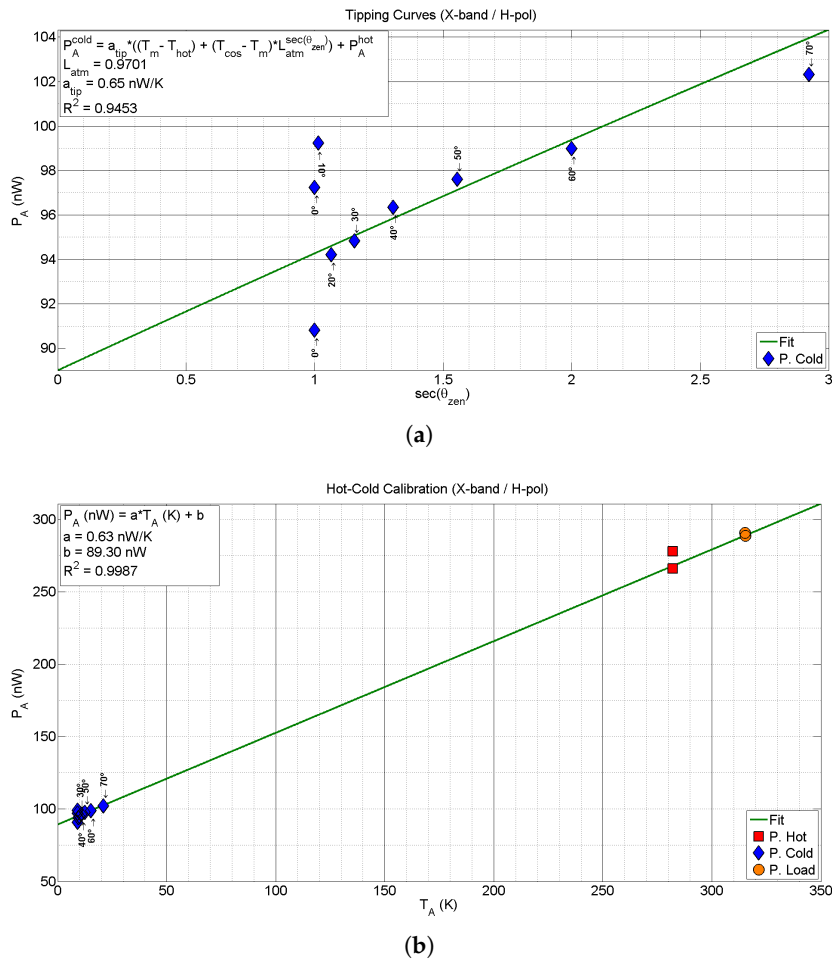 Tipping Curves (X-band / H-pol)
P_A^cold = a_tip*((T_m - T_hot) + (T_cos - T_m)*L_atm^sec(θ_zen)) + P_A^hot
L_atm = 0.9701
a_tip = 0.65 nW/K
R² = 0.9453
104
102
100
98
96
94
92
90
P_A (nW)
70°
10°
0°
50°
60°
30°
40°
20°
0°
Fit
P. Cold
0 0.5 1 1.5 2 2.5 3
sec(θ_zen)
(a)
Hot-Cold Calibration (X-band / H-pol)
P_A (nW) = a*T_A (K) + b
a = 0.63 nW/K
b = 89.30 nW
R² = 0.9987
300
250
200
150
100
50
P_A (nW)
30°
50°
70°
40°
60°
Fit
P. Hot
P. Cold
P. Load
0 50 100 150 200 250 300 350
T_A (K)
(b)